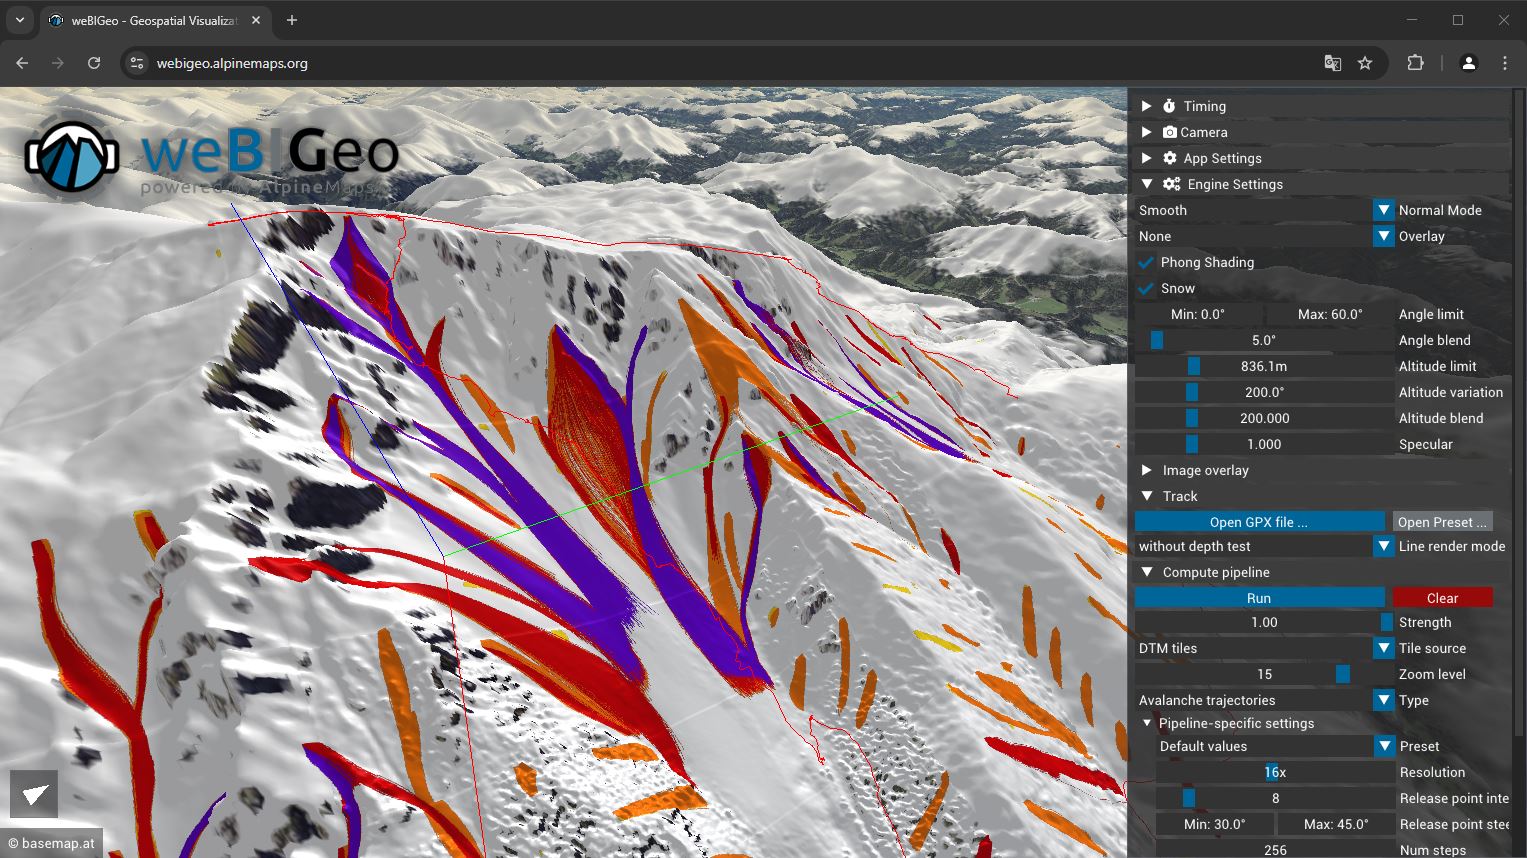 weBIGeo - Geospatial Visualizat
webigeo.alpinemaps.org
weBIGeo
powered by AlpineMaps
Timing
Camera
App Settings
Engine Settings
Smooth Normal Mode
None Overlay
Phong Shading
Snow
Min: 0.0° Max: 60.0° Angle limit
5.0° Angle blend
836.1m Altitude limit
200.0° Altitude variation
200.000 Altitude blend
1.000 Specular
Image overlay
Track
Open GPX file ... Open Preset ...
without depth test Line render mode
Compute pipeline
Run Clear
1.00 Strength
DTM tiles Tile source
15 Zoom level
Avalanche trajectories Type
Pipeline-specific settings
Default values Preset
16x Resolution
8 Release point inte
Min: 30.0° Max: 45.0° Release point stee
256 Num steps
© basemap.at